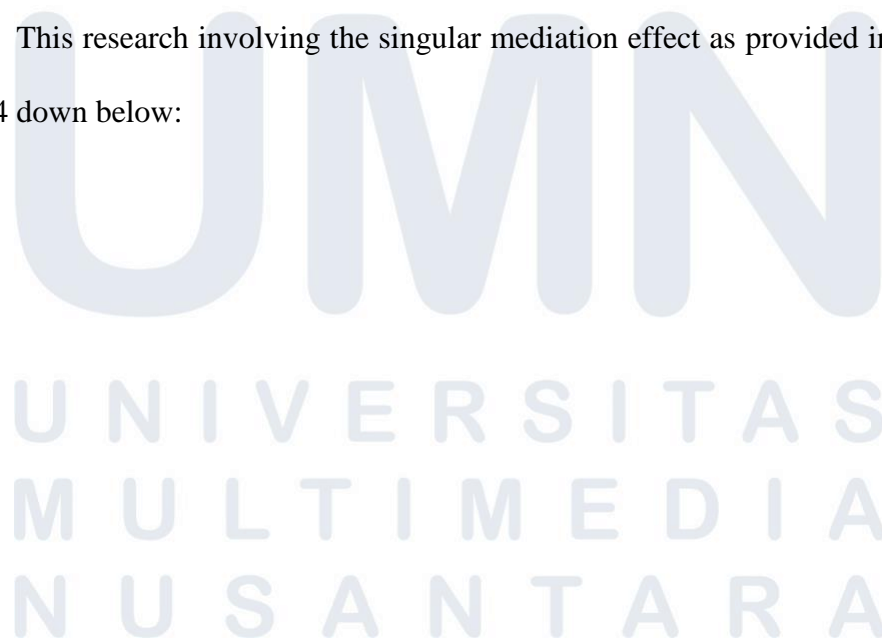 This research involving the singular mediation effect as provided in
4 down below:
UMN
UNIVERSITAS
MULTIMEDIA
NUSANTARA